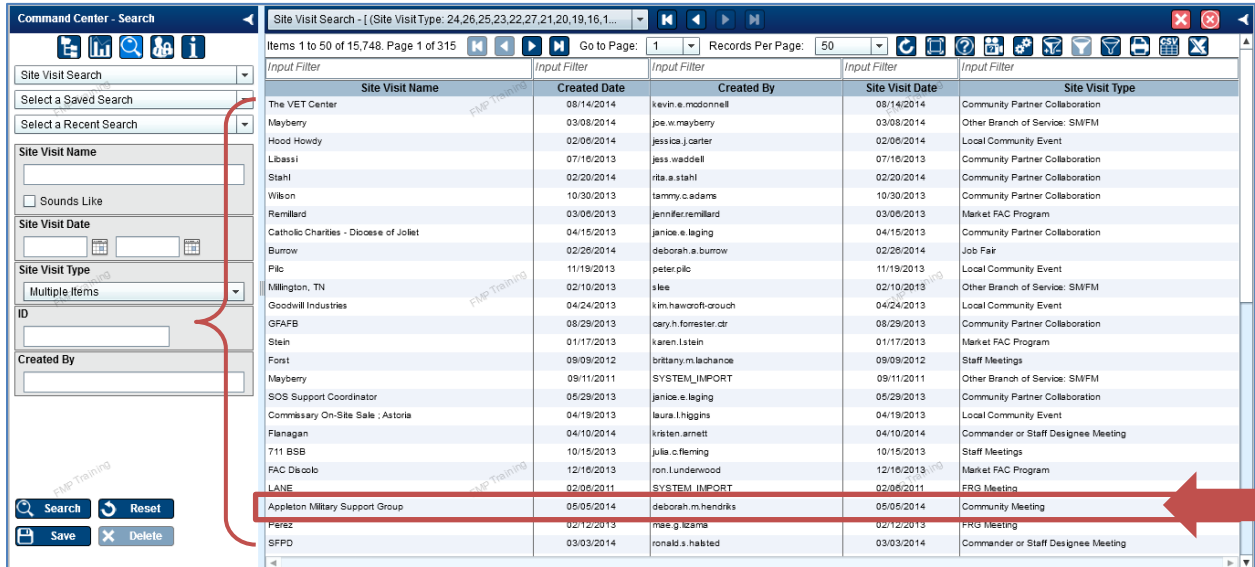 Command Center - Search
Site Visit Search
Select a Saved Search
Select a Recent Search
Site Visit Name
Sounds Like
Site Visit Date
Site Visit Type
Multiple Items
ID
Created By
Search Reset
Save Delete
Site Visit Search - [ (Site Visit Type: 24,26,25,23,22,27,21,20,19,16,1...
Items 1 to 50 of 15,748. Page 1 of 315 Go to Page: 1 Records Per Page: 50 CSV
Input Filter Input Filter Input Filter Input Filter Input Filter
Site Visit Name Created Date Created By Site Visit Date Site Visit Type
The VET Center 08/14/2014 kevin.e.mcdonnell 08/14/2014 Community Partner Collaboration
Mayberry 03/08/2014 joe.w.mayberry 03/08/2014 Other Branch of Service: SM/FM
Hood Howdy 02/06/2014 jessica.j.carter 02/06/2014 Local Community Event
Libassi 07/16/2013 jess.waddell 07/16/2013 Community Partner Collaboration
Stahl 02/20/2014 rita.a.stahl 02/20/2014 Community Partner Collaboration
Wilson 10/30/2013 tammy.c.adams 10/30/2013 Community Partner Collaboration
Remillard 03/06/2013 jennifer.remillard 03/06/2013 Market FAC Program
Catholic Charities - Diocese of Joliet 04/15/2013 janice.e.laging 04/15/2013 Community Partner Collaboration
Burrow 02/26/2014 deborah.a.burrow 02/26/2014 Job Fair
Pilc 11/19/2013 peter.pilc 11/19/2013 Local Community Event
Millington, TN 02/10/2013 slee 02/10/2013 Other Branch of Service: SM/FM
Goodwill Industries 04/24/2013 kim.hawcroft-crouch 04/24/2013 Local Community Event
GFAFB 08/29/2013 cary.h.forrester.ctr 08/29/2013 Community Partner Collaboration
Stein 01/17/2013 karen.l.stein 01/17/2013 Market FAC Program
Forst 09/09/2012 brittany.m.lachance 09/09/2012 Staff Meetings
Mayberry 09/11/2011 SYSTEM_IMPORT 09/11/2011 Other Branch of Service: SM/FM
SOS Support Coordinator 05/29/2013 janice.e.laging 05/29/2013 Community Partner Collaboration
Commissary On-Site Sale ; Astoria 04/19/2013 laura.l.higgins 04/19/2013 Local Community Event
Flanagan 04/10/2014 kristen.arnett 04/10/2014 Commander or Staff Designee Meeting
711 BSB 10/15/2013 julia.c.fleming 10/15/2013 Staff Meetings
FAC Discolo 12/16/2013 ron.l.underwood 12/16/2013 Market FAC Program
LANE 02/06/2011 SYSTEM_IMPORT 02/06/2011 FRG Meeting
Appleton Military Support Group 05/05/2014 deborah.m.hendriks 05/05/2014 Community Meeting
Perez 02/12/2013 mae.g.lizama 02/12/2013 FRG Meeting
SFPD 03/03/2014 ronald.s.halsted 03/03/2014 Commander or Staff Designee Meeting
FMP Training
FMP Training
FMP Training
FMP Training
FMP Training